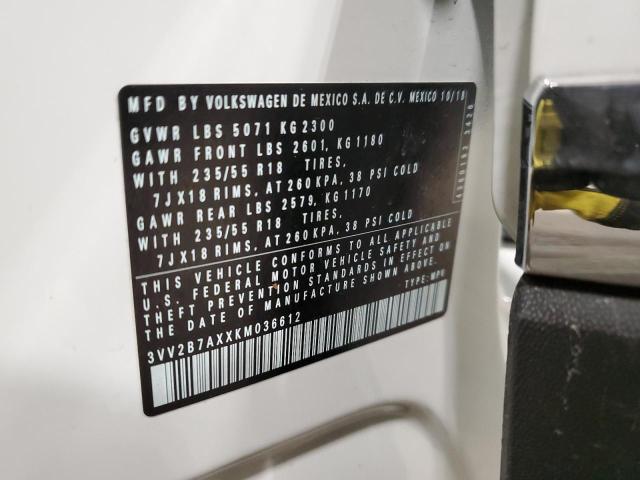 MFD BY VOLKSWAGEN DE MEXICO S.A. DE C.V. MEXICO 10/18
GVWR LBS 5071 KG 2300
GAWR FRONT LBS 2601, KG 1180
WITH 235/55 R18 TIRES.
7JX18 RIMS, AT 260 KPA, 38 PSI COLD
GAWR REAR LBS 2579, KG 1170
WITH 235/55 R18 TIRES.
7JX18 RIMS, AT 260 KPA, 38 PSI COLD
THIS VEHICLE CONFORMS TO ALL APPLICABLE
U.S. FEDERAL MOTOR VEHICLE SAFETY AND
THEFT PREVENTION STANDARDS IN EFFECT ON
THE DATE OF MANUFACTURE SHOWN ABOVE.
TYPE: MPV
3VV2B7AXXKM036612